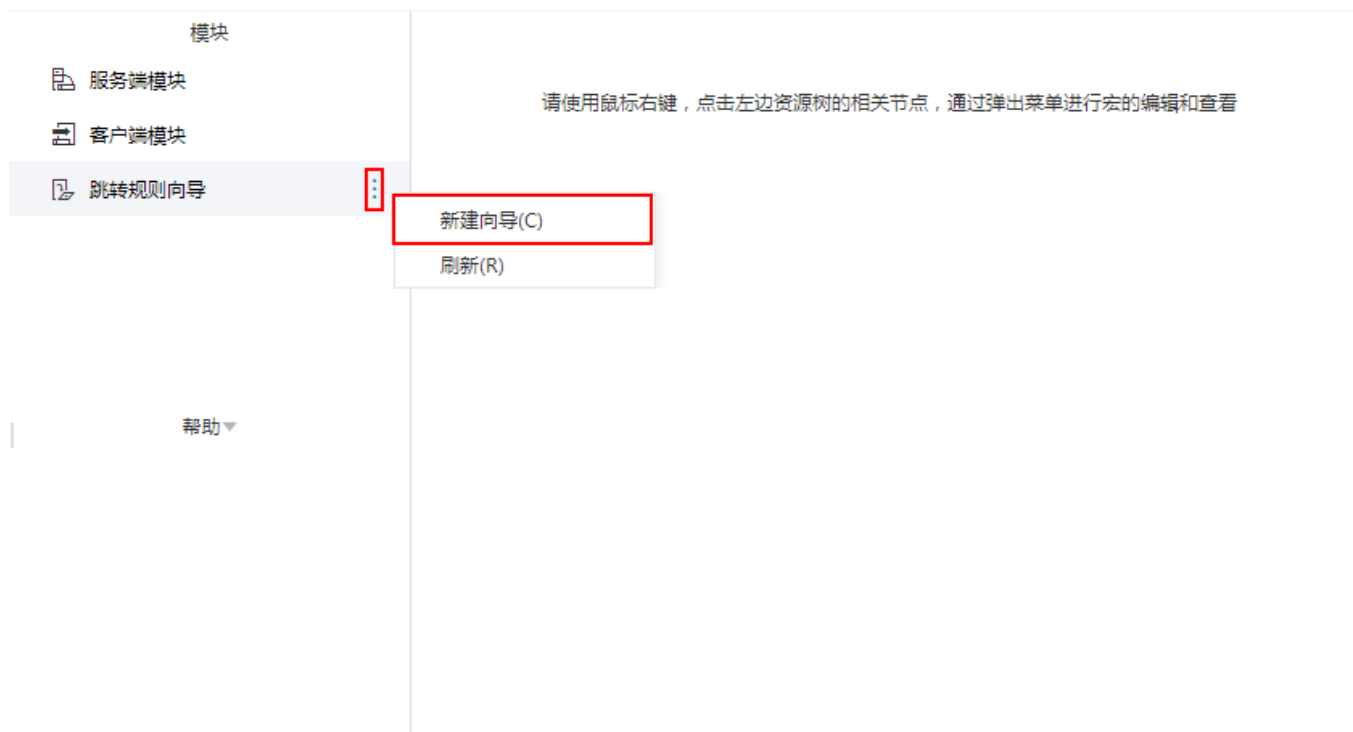 模块
服务端模块
请使用鼠标右键，点击左边资源树的相关节点，通过弹出菜单进行宏的编辑和查看
客户端模块
跳转规则向导
新建向导(C)
刷新(R)
帮助